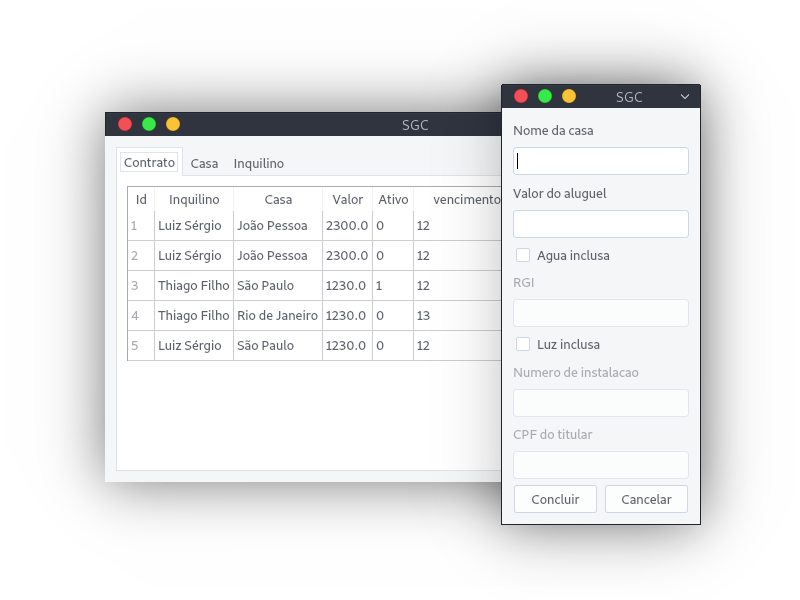 SGC
Contrato Casa Inquilino
Id Inquilino Casa Valor Ativo vencimento
1 Luiz Sérgio João Pessoa 2300.0 0 12
2 Luiz Sérgio João Pessoa 2300.0 0 12
3 Thiago Filho São Paulo 1230.0 1 12
4 Thiago Filho Rio de Janeiro 1230.0 0 13
5 Luiz Sérgio São Paulo 1230.0 0 12
SGC
Nome da casa
Valor do aluguel
Agua inclusa
RGI
Luz inclusa
Numero de instalacao
CPF do titular
Concluir Cancelar